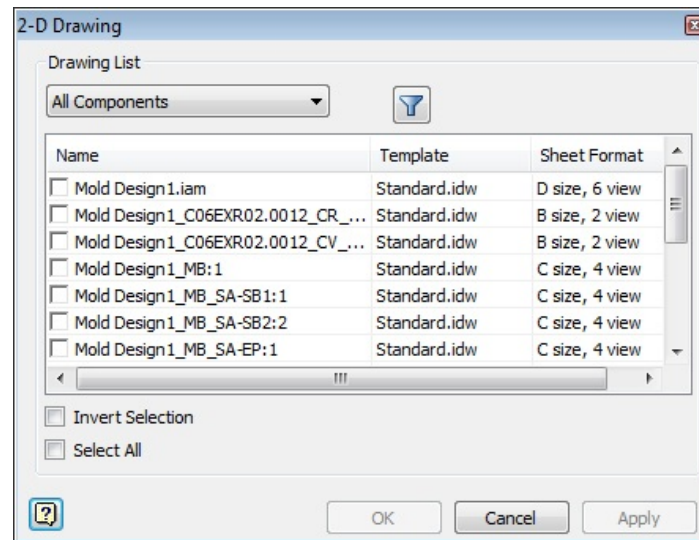 2-D Drawing
Drawing List
All Components
Name Template Sheet Format
Mold Design1.iam Standard.idw D size, 6 view
Mold Design1_C06EXR02.0012_CR_... Standard.idw B size, 2 view
Mold Design1_C06EXR02.0012_CV_... Standard.idw B size, 2 view
Mold Design1_MB:1 Standard.idw C size, 4 view
Mold Design1_MB_SA-SB1:1 Standard.idw C size, 4 view
Mold Design1_MB_SA-SB2:2 Standard.idw C size, 4 view
Mold Design1_MB_SA-EP:1 Standard.idw C size, 4 view
Invert Selection
Select All
? OK Cancel Apply